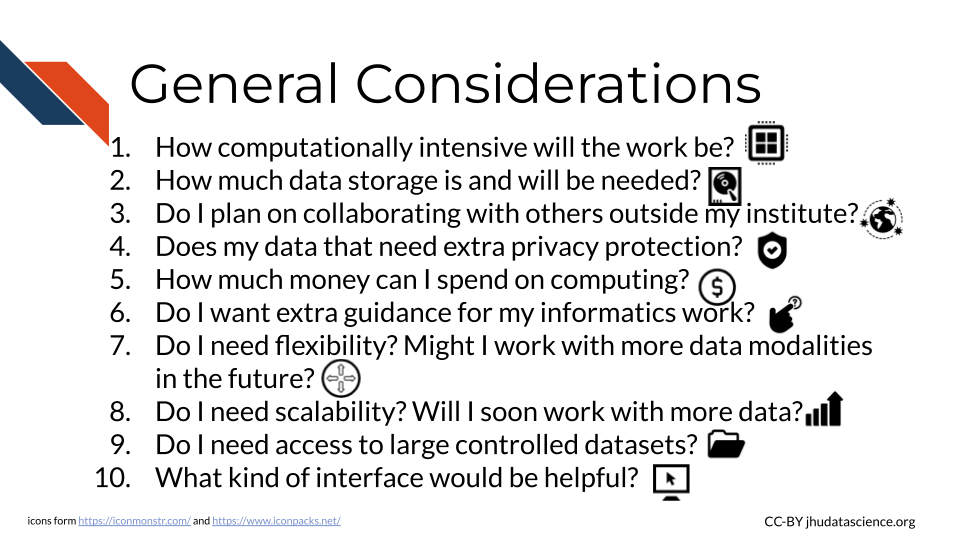 General Considerations
1. How computationally intensive will the work be?
2. How much data storage is and will be needed?
3. Do I plan on collaborating with others outside my institute?
4. Does my data that need extra privacy protection?
5. How much money can I spend on computing?
6. Do I want extra guidance for my informatics work?
7. Do I need flexibility? Might I work with more data modalities
in the future?
8. Do I need scalability? Will I soon work with more data?
9. Do I need access to large controlled datasets?
10. What kind of interface would be helpful?
icons form https://iconmonstr.com/ and https://www.iconpacks.net/
CC-BY jhudatascience.org